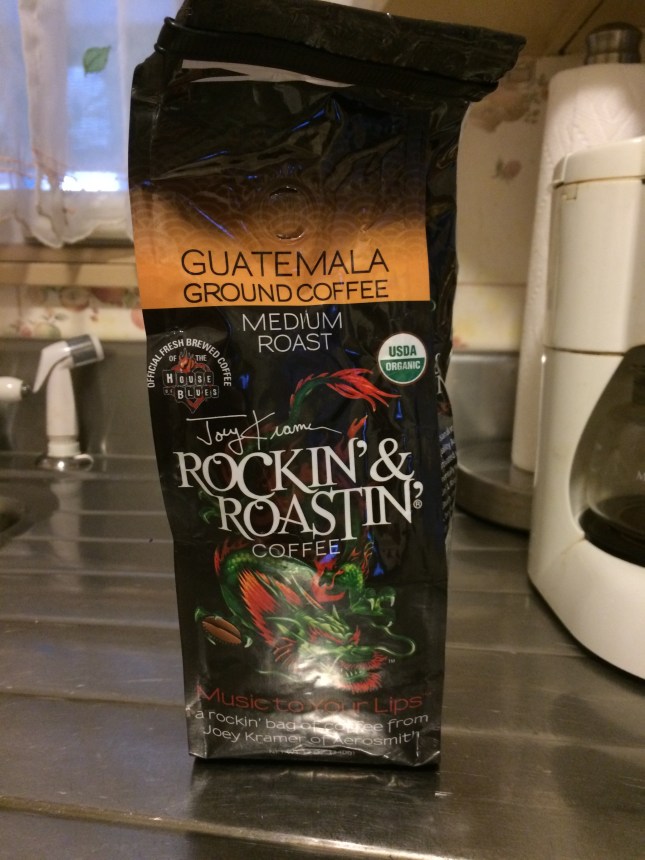 GUATEMALA
GROUND COFFEE
MEDIUM
ROAST
OFFICIAL FRESH BREWED COFFEE
OF THE
HOUSE
OF BLUES
USDA
ORGANIC
Joey Kramer
ROCKIN' &
ROASTIN'®
COFFEE
Music to Your Lips
a rockin' bag of coffee from
Joey Kramer of Aerosmith